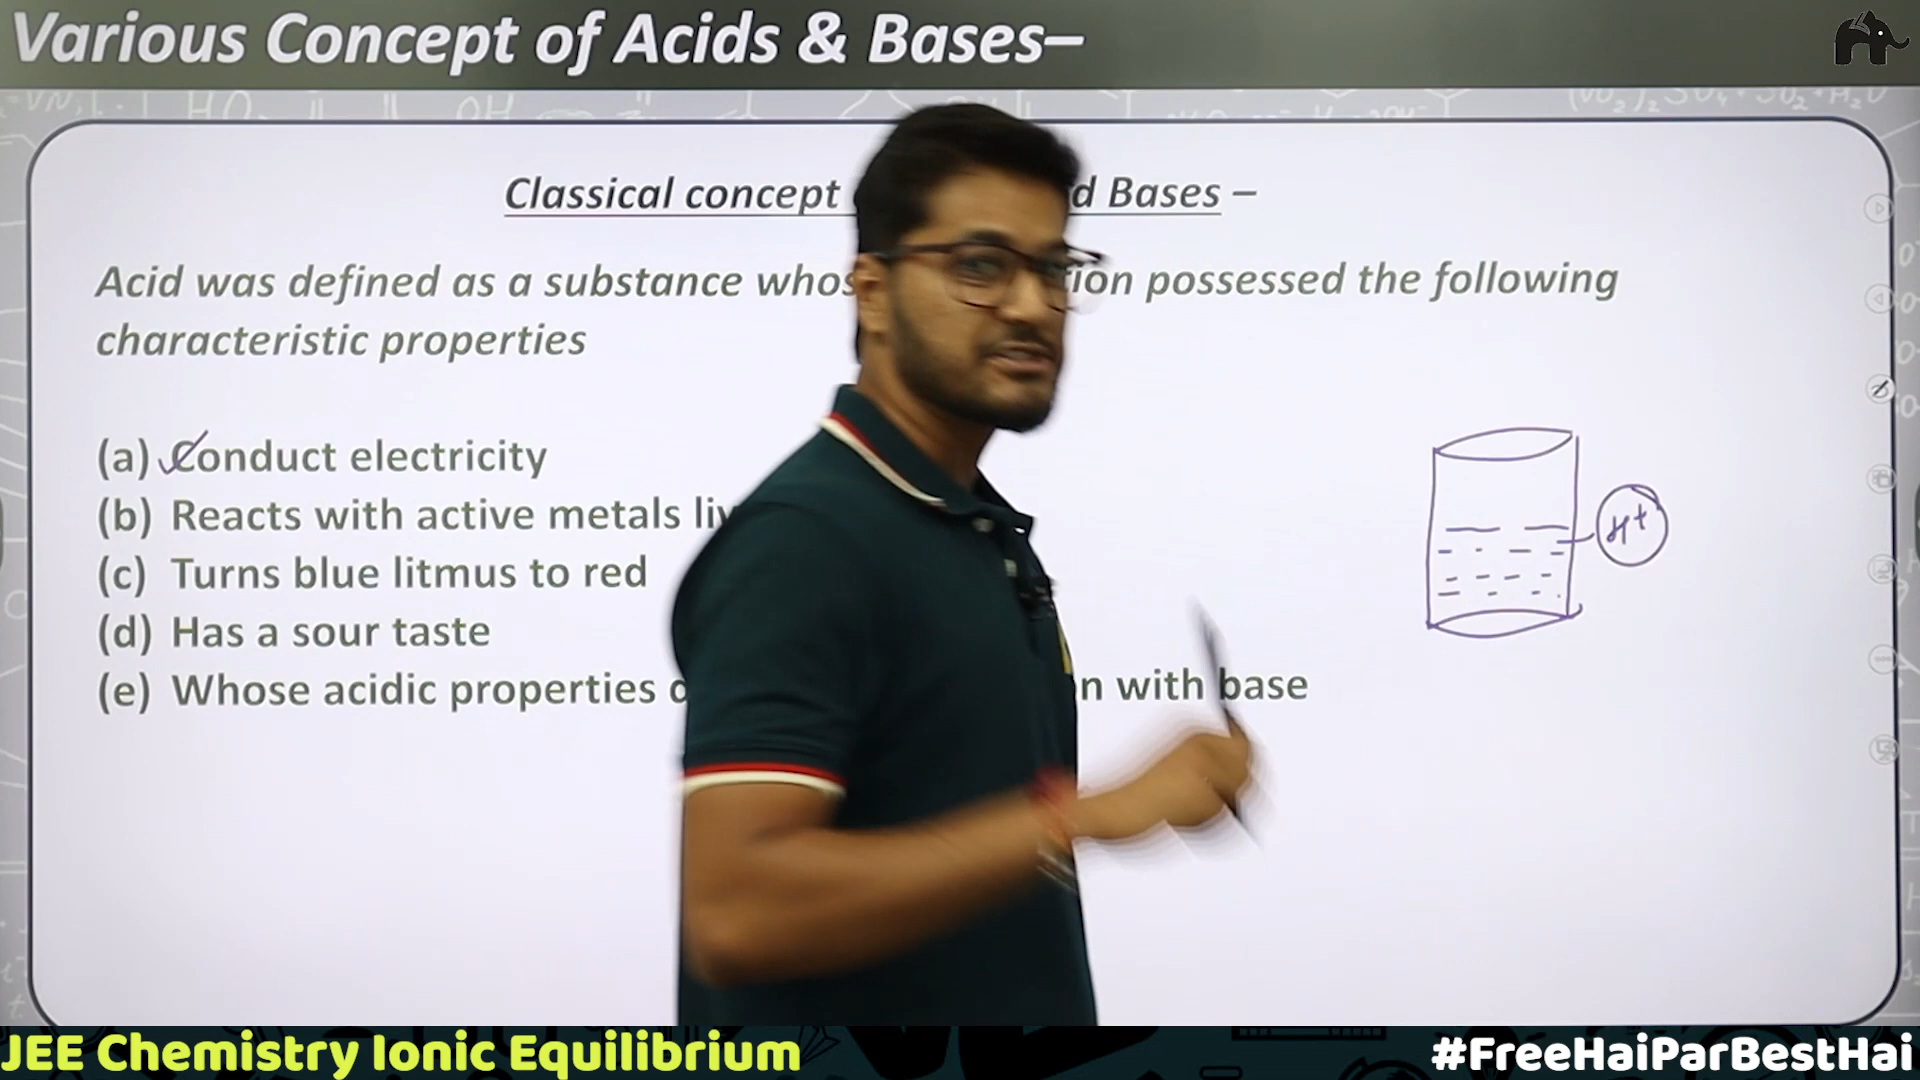 Various Concept of Acids & Bases–
Classical concept d Bases –
Acid was defined as a substance whos tion possessed the following
characteristic properties
(a) Conduct electricity
(b) Reacts with active metals liv
(c) Turns blue litmus to red
(d) Has a sour taste
(e) Whose acidic properties n with base
H+
JEE Chemistry Ionic Equilibrium
#FreeHaiParBestHai